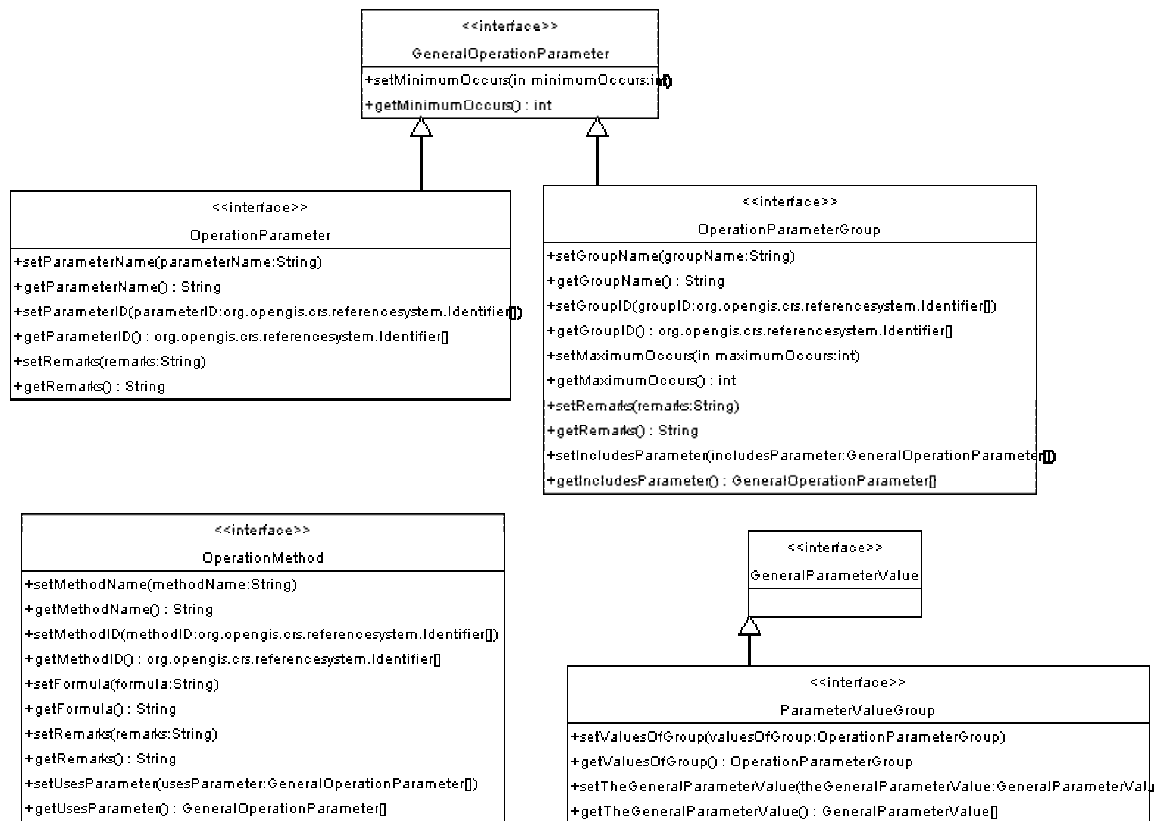 <<interface>>
GeneralOperationParameter
+setMinimumOccurs(in minimumOccurs:int)
+getMinimumOccurs() : int
<<interface>>
OperationParameter
+setParameterName(parameterName:String)
+getParameterName() : String
+setParameterID(parameterID:org.opengis.crs.referencesystem.Identifier[])
+getParameterID() : org.opengis.crs.referencesystem.Identifier[]
+setRemarks(remarks:String)
+getRemarks() : String
<<interface>>
OperationParameterGroup
+setGroupName(groupName:String)
+getGroupName() : String
+setGroupID(groupID:org.opengis.crs.referencesystem.Identifier[])
+getGroupID() : org.opengis.crs.referencesystem.Identifier[]
+setMaximumOccurs(in maximumOccurs:int)
+getMaximumOccurs() : int
+setRemarks(remarks:String)
+getRemarks() : String
+setIncludesParameter(includesParameter:GeneralOperationParameter[])
+getIncludesParameter() : GeneralOperationParameter[]
<<interface>>
OperationMethod
+setMethodName(methodName:String)
+getMethodName() : String
+setMethodID(methodID:org.opengis.crs.referencesystem.Identifier[])
+getMethodID() : org.opengis.crs.referencesystem.Identifier[]
+setFormula(formula:String)
+getFormula() : String
+setRemarks(remarks:String)
+getRemarks() : String
+setUsesParameter(usesParameter:GeneralOperationParameter[])
+getUsesParameter() : GeneralOperationParameter[]
<<interface>>
GeneralParameterValue
<<interface>>
ParameterValueGroup
+setValuesOfGroup(valuesOfGroup:OperationParameterGroup)
+getValuesOfGroup() : OperationParameterGroup
+setTheGeneralParameterValue(theGeneralParameterValue:GeneralParameterValu
+getTheGeneralParameterValue() : GeneralParameterValue[]